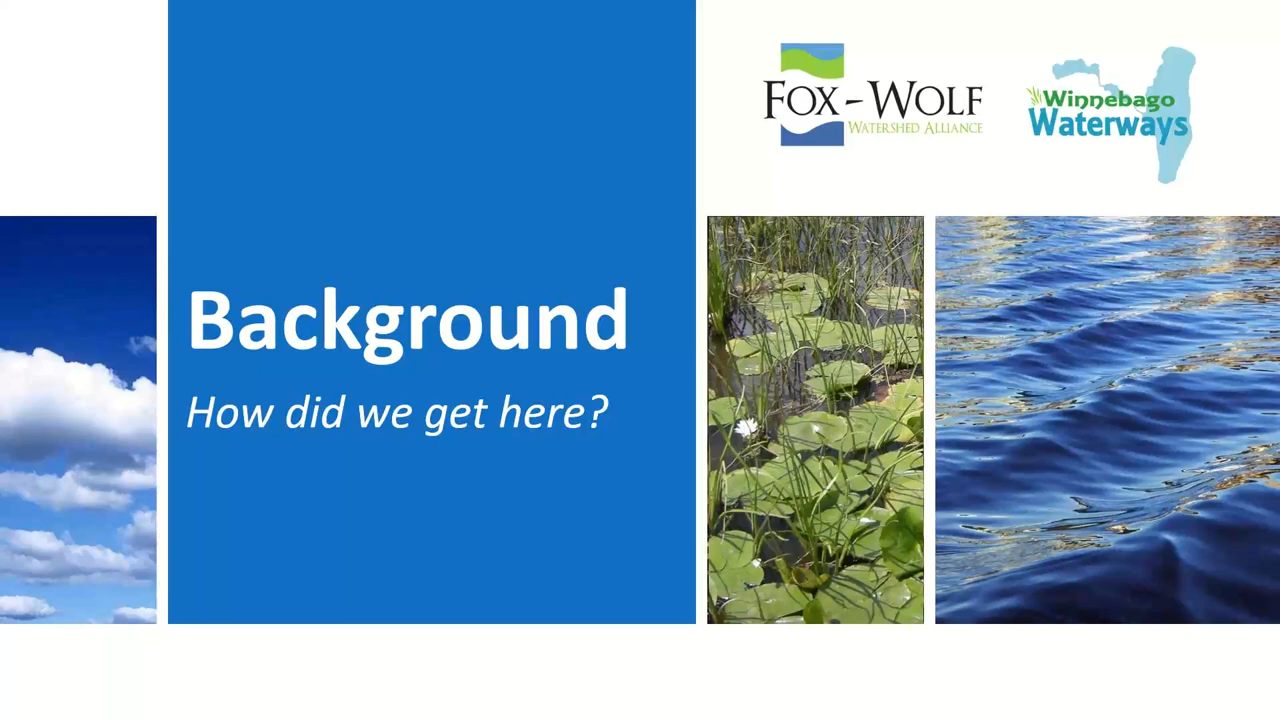 Fox-Wolf
Watershed Alliance
Winnebago
Waterways
Background
How did we get here?